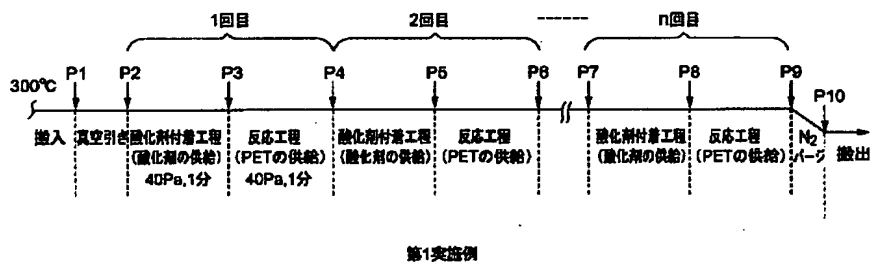 1回目 2回目 n回目
300℃ P1 P2 P3 P4 P5 P6 P7 P8 P9 P10
搬入 真空引き 酸化剤付着工程 反応工程 酸化剤付着工程 反応工程 酸化剤付着工程 反応工程 N2 搬出
(酸化剤の供給) (PETの供給) (酸化剤の供給) (PETの供給) (酸化剤の供給) (PETの供給) パージ
40Pa,1分 40Pa,1分
第1実施例